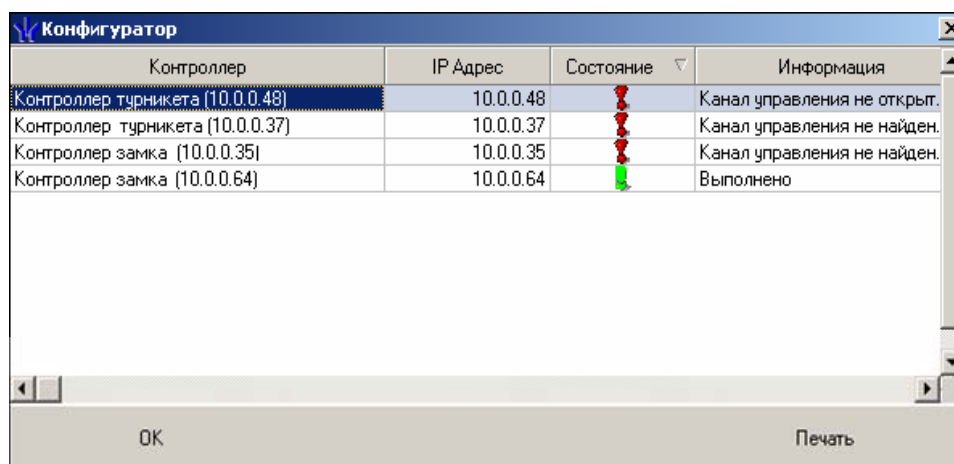 Конфигуратор
Контроллер IP Адрес Состояние Информация
Контроллер турникета (10.0.0.48) 10.0.0.48 Канал управления не открыт.
Контроллер турникета (10.0.0.37) 10.0.0.37 Канал управления не найден.
Контроллер замка (10.0.0.35) 10.0.0.35 Канал управления не найден.
Контроллер замка (10.0.0.64) 10.0.0.64 Выполнено
OK Печать